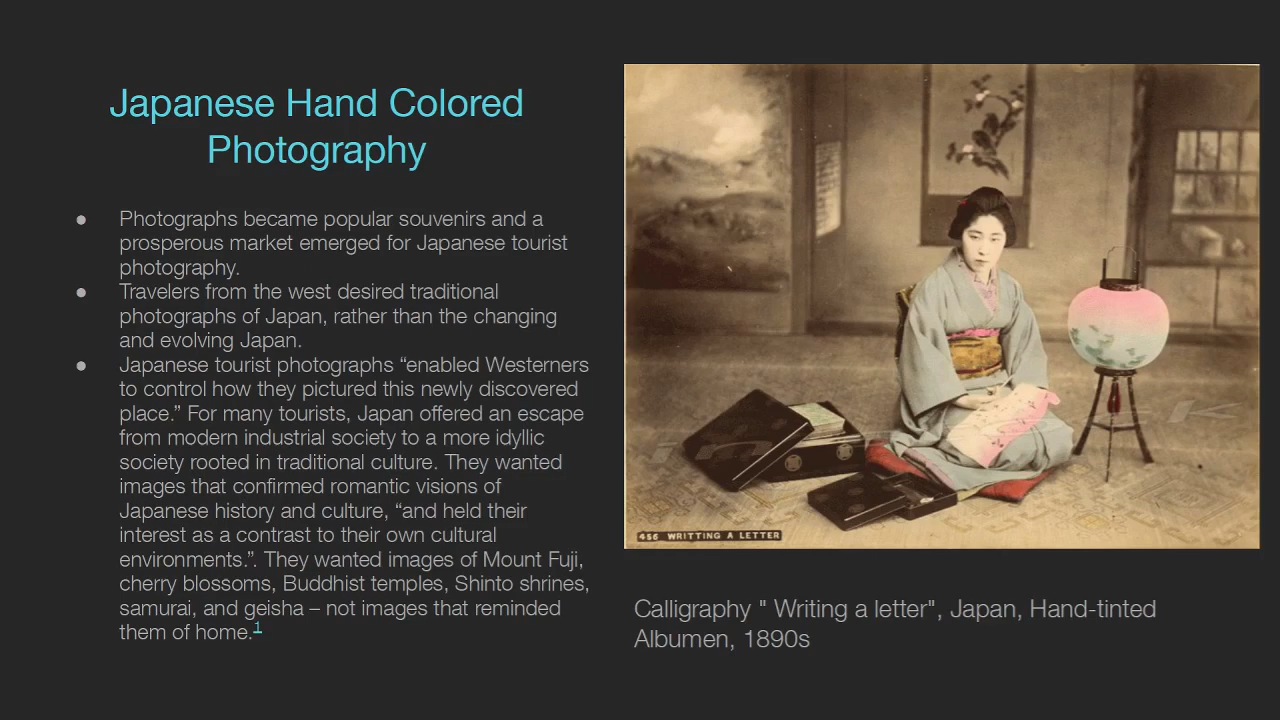 Japanese Hand Colored
Photography
● Photographs became popular souvenirs and a
prosperous market emerged for Japanese tourist
photography.
● Travelers from the west desired traditional
photographs of Japan, rather than the changing
and evolving Japan.
● Japanese tourist photographs “enabled Westerners
to control how they pictured this newly discovered
place.” For many tourists, Japan offered an escape
from modern industrial society to a more idyllic
society rooted in traditional culture. They wanted
images that confirmed romantic visions of
Japanese history and culture, “and held their
interest as a contrast to their own cultural
environments.”. They wanted images of Mount Fuji,
cherry blossoms, Buddhist temples, Shinto shrines,
samurai, and geisha – not images that reminded
them of home.1
456 WRITTING A LETTER
Calligraphy " Writing a letter", Japan, Hand-tinted
Albumen, 1890s